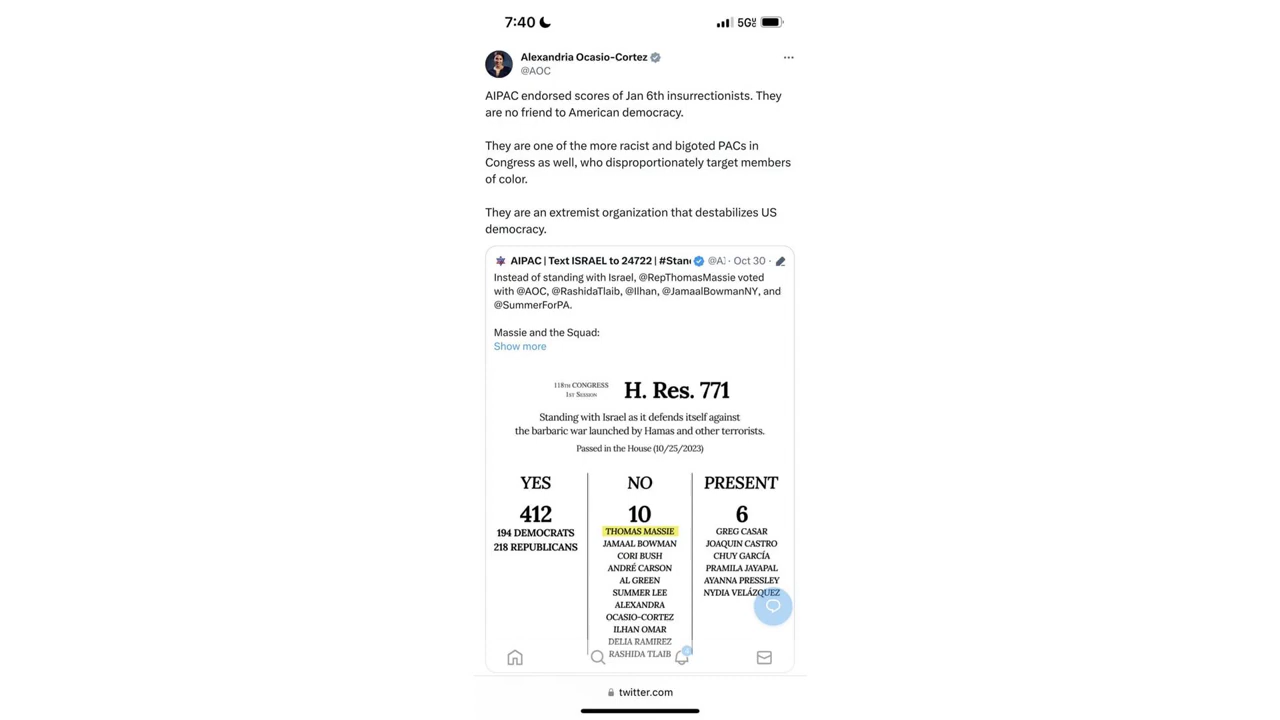 7:40
5G
Alexandria Ocasio-Cortez
@AOC
AIPAC endorsed scores of Jan 6th insurrectionists. They
are no friend to American democracy.
They are one of the more racist and bigoted PACs in
Congress as well, who disproportionately target members
of color.
They are an extremist organization that destabilizes US
democracy.
AIPAC | Text ISRAEL to 24722 | #Stan · Oct 30 ·
Instead of standing with Israel, @RepThomasMassie voted
with @AOC, @RashidaTlaib, @Ilhan, @JamaalBowmanNY, and
@SummerForPA.
Massie and the Squad:
Show more
118TH CONGRESS
1ST SESSION
H. Res. 771
Standing with Israel as it defends itself against
the barbaric war launched by Hamas and other terrorists.
Passed in the House (10/25/2023)
YES
412
194 DEMOCRATS
218 REPUBLICANS
NO
10
THOMAS MASSIE
JAMAAL BOWMAN
CORI BUSH
ANDRÉ CARSON
AL GREEN
SUMMER LEE
ALEXANDRA
OCASIO-CORTEZ
ILHAN OMAR
DELIA RAMIREZ
RASHIDA TLAIB
PRESENT
6
GREG CASAR
JOAQUIN CASTRO
CHUY GARCÍA
PRAMILA JAYAPAL
AYANNA PRESSLEY
NYDIA VELÁZQUEZ
twitter.com